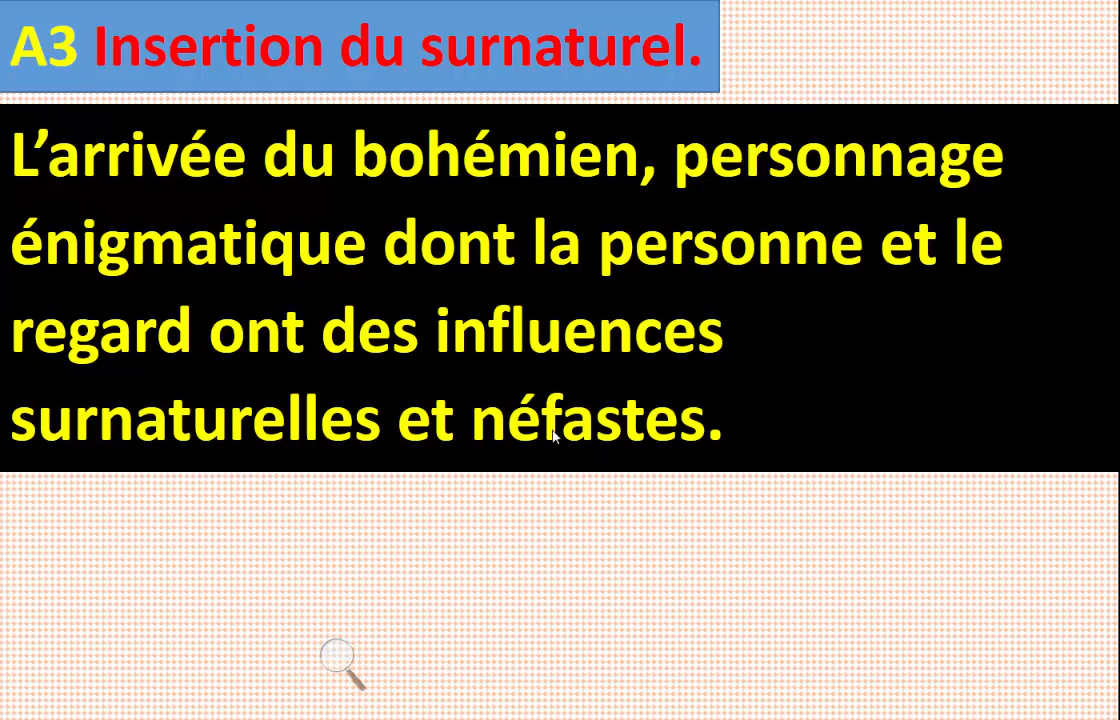 A3 Insertion du surnaturel.
L’arrivée du bohémien, personnage
énigmatique dont la personne et le
regard ont des influences
surnaturelles et néfastes.